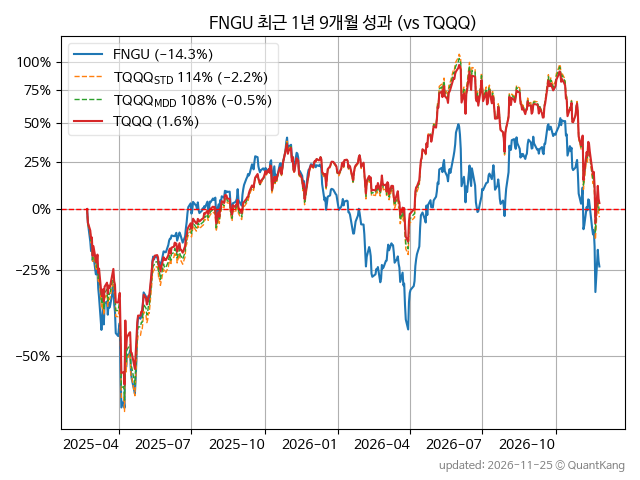 FNGU 최근 1년 9개월 성과 (vs TQQQ)
FNGU (−14.3%)
TQQQSTD 114% (−2.2%)
TQQQMDD 108% (−0.5%)
TQQQ (1.6%)
100%
75%
50%
25%
0%
−25%
−50%
2025-04 2025-07 2025-10 2026-01 2026-04 2026-07 2026-10
updated: 2026-11-25 © QuantKang